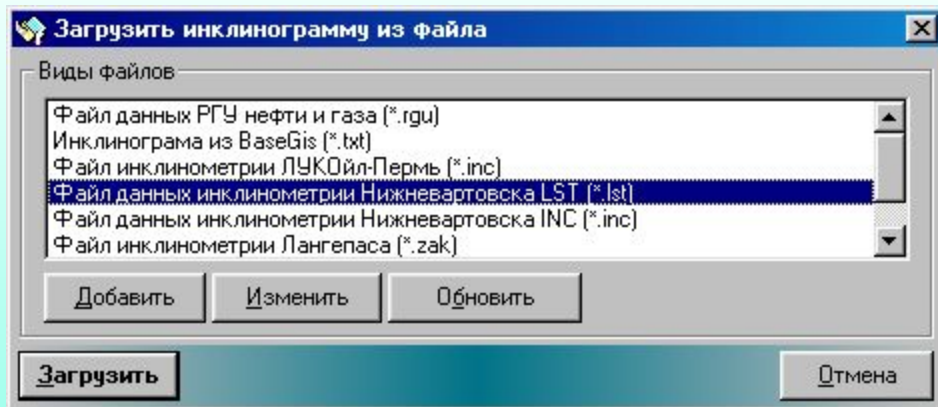 Загрузить инклинограмму из файла
Виды файлов
Файл данных РГУ нефти и газа (*.rgu)
Инклинограма из BaseGis (*.txt)
Файл инклинометрии ЛУКОйл-Пермь (*.inc)
Файл данных инклинометрии Нижневартовска LST (*.lst)
Файл данных инклинометрии Нижневартовска INC (*.inc)
Файл инклинометрии Лангепаса (*.zak)
Добавить Изменить Обновить
Загрузить Отмена